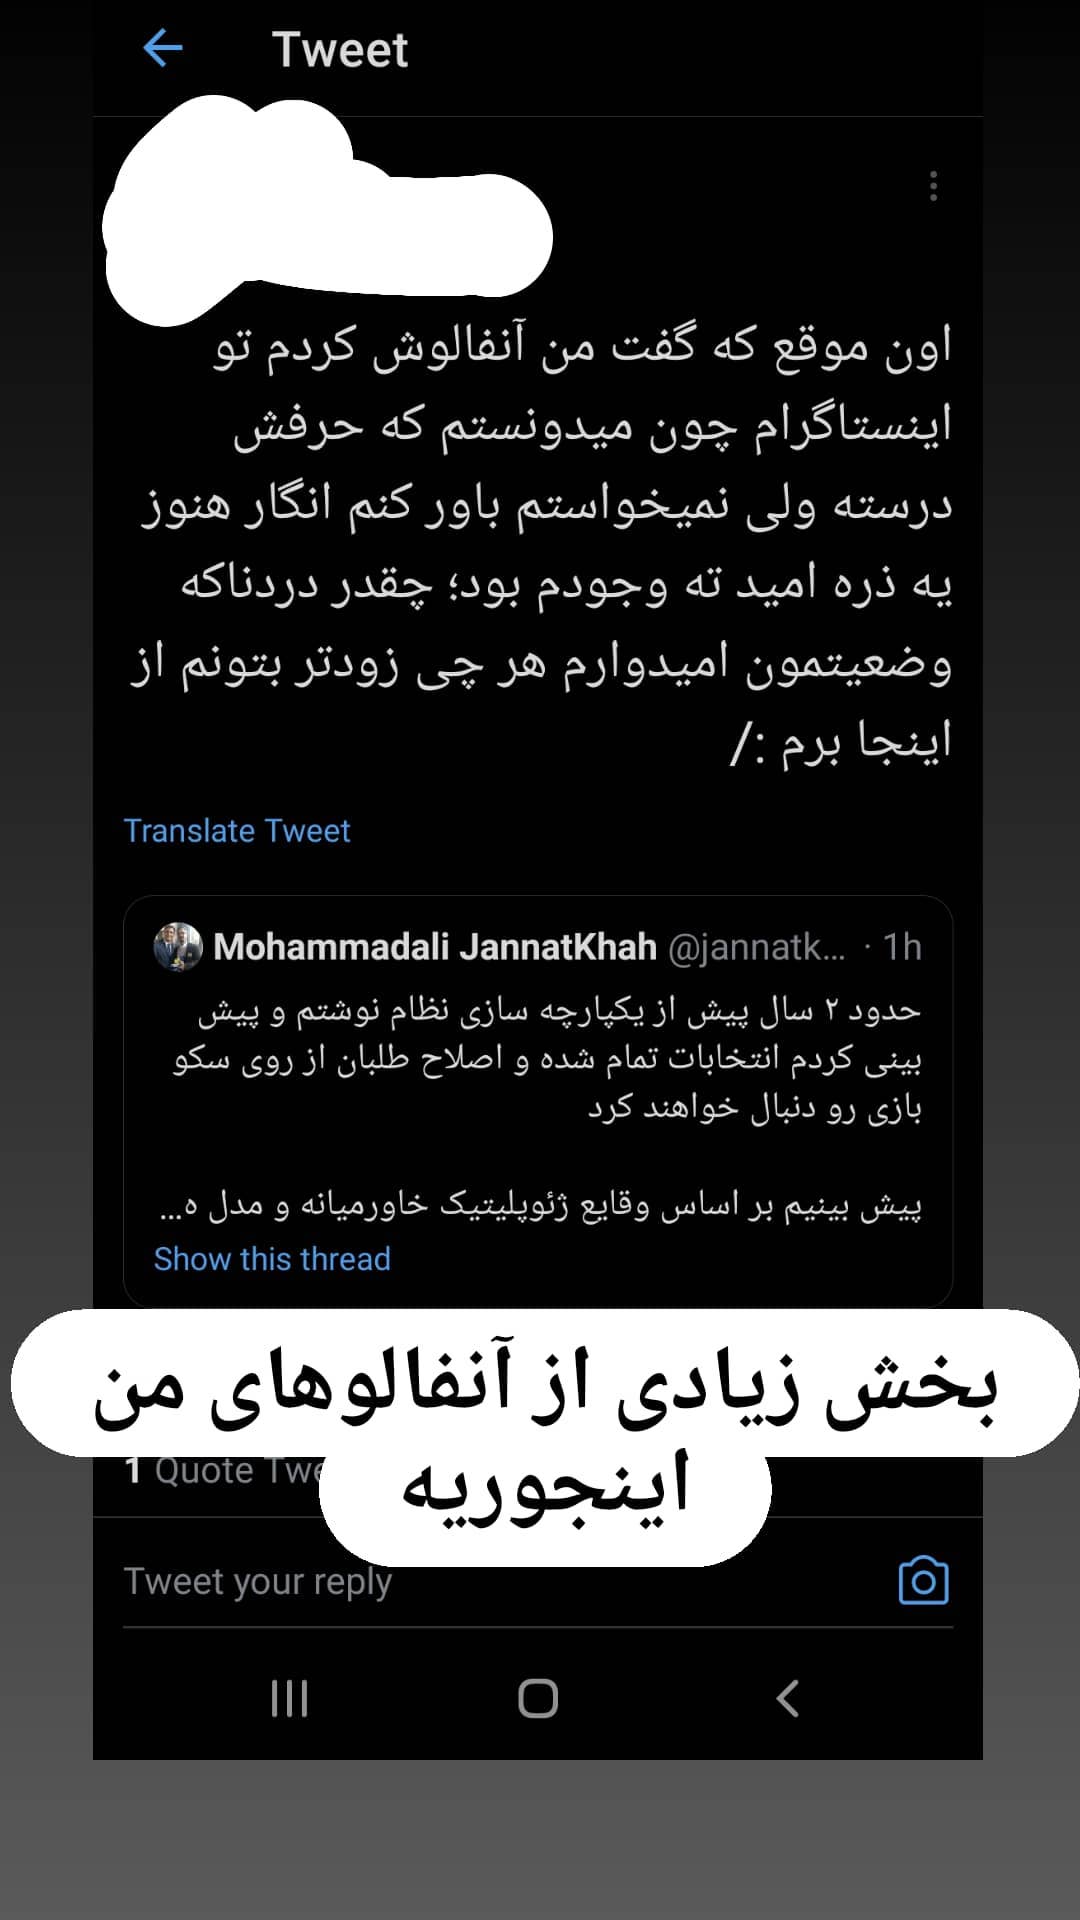 Tweet
اون موقع که گفت من آنفالوش کردم تو
اینستاگرام چون میدونستم که حرفش
درسته ولی نمیخواستم باور کنم انگار هنوز
یه ذره امید ته وجودم بود؛ چقدر دردناکه
وضعیتمون امیدوارم هر چی زودتر بتونم از
اینجا برم :/
Translate Tweet
Mohammadali JannatKhah @jannatk... · 1h
حدود ۲ سال پیش از یکپارچه سازی نظام نوشتم و پیش
بینی کردم انتخابات تمام شده و اصلاح طلبان از روی سکو
بازی رو دنبال خواهند کرد
پیش بینیم بر اساس وقایع ژئوپلیتیک خاورمیانه و مدل ه...
Show this thread
بخش زیادی از آنفالوهای من
اینجوریه
1 Quote Twe
Tweet your reply